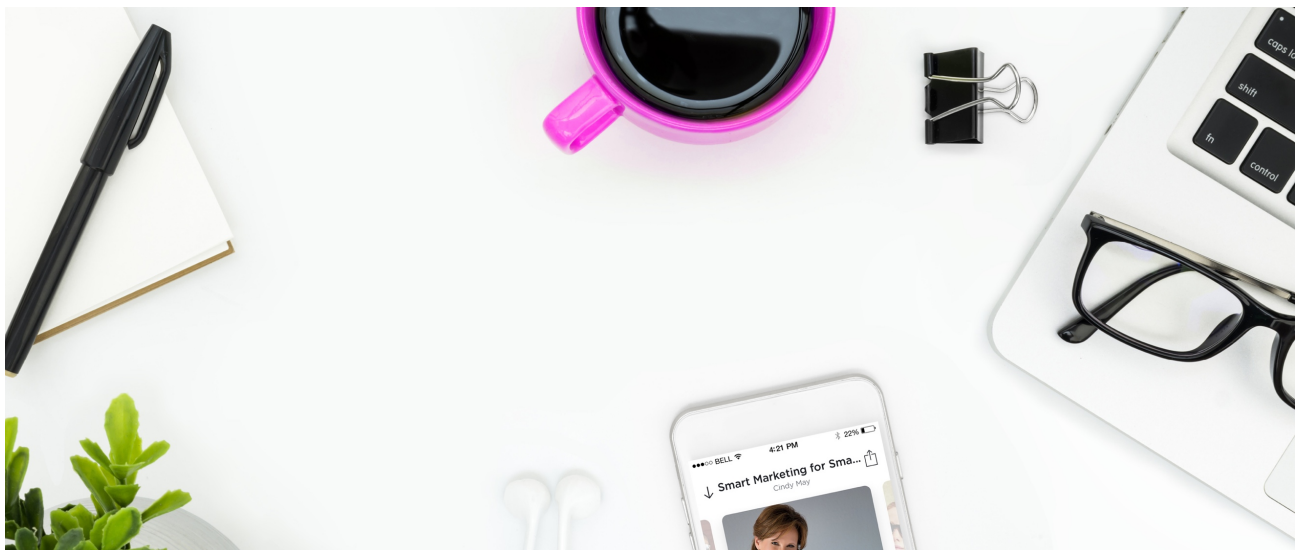 caps lo
shift
fn
control
BELL 4:21 PM 22%
Smart Marketing for Sma...
Cindy May